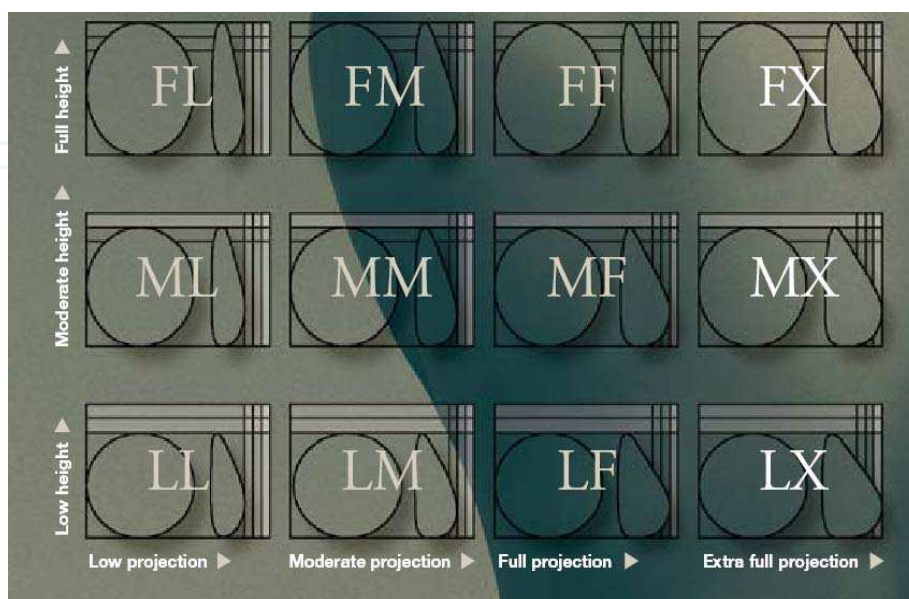 Full height
FL FM FF FX
Moderate height
ML MM MF MX
Low height
LL LM LF LX
Low projection Moderate projection Full projection Extra full projection